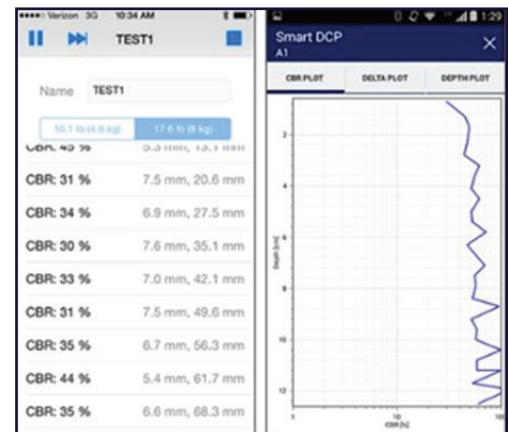 Verizon 3G 10:34 AM
TEST1
Name TEST1
10.1 lb (4.6 kg) 17.6 lb (8 kg)
CBR: 31 % 7.5 mm, 20.6 mm
CBR: 34 % 6.9 mm, 27.5 mm
CBR: 30 % 7.6 mm, 35.1 mm
CBR: 33 % 7.0 mm, 42.1 mm
CBR: 31 % 7.5 mm, 49.6 mm
CBR: 35 % 6.7 mm, 56.3 mm
CBR: 44 % 5.4 mm, 61.7 mm
CBR: 35 % 6.6 mm, 68.3 mm
1:29
Smart DCP
A1
CBR PLOT DELTA PLOT DEPTH PLOT
2
4
6
8
10
12
Depth [cm]
1 10 100
CBR [%]